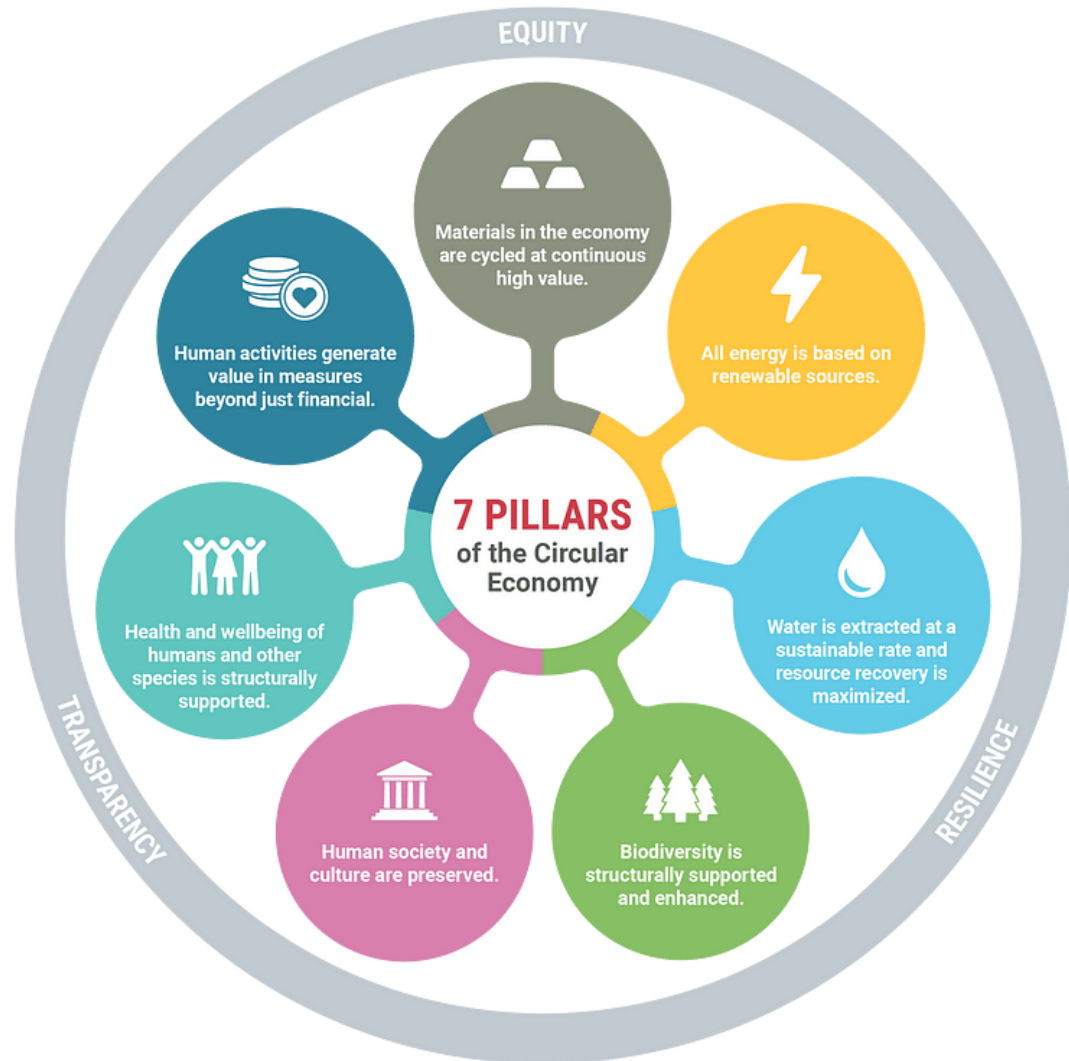 EQUITY
Materials in the economy
are cycled at continuous
high value.
All energy is based on
renewable sources.
Water is extracted at a
sustainable rate and
resource recovery is
maximized.
Biodiversity is
structurally supported
and enhanced.
Human society and
culture are preserved.
Health and wellbeing of
humans and other
species is structurally
supported.
Human activities generate
value in measures
beyond just financial.
7 PILLARS
of the Circular
Economy
RESILIENCE
TRANSPARENCY